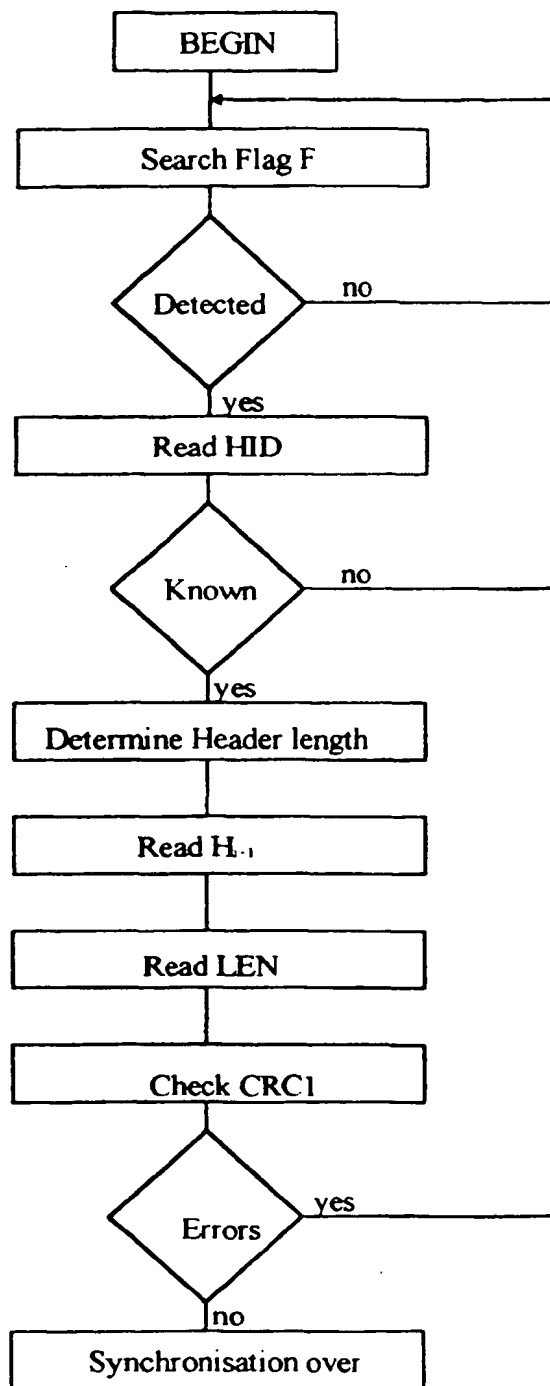 BEGIN
Search Flag F
Detected
no
yes
Read HID
Known
no
yes
Determine Header length
Read
Read LEN
Check CRC1
Errors
yes
no
Synchronisation over